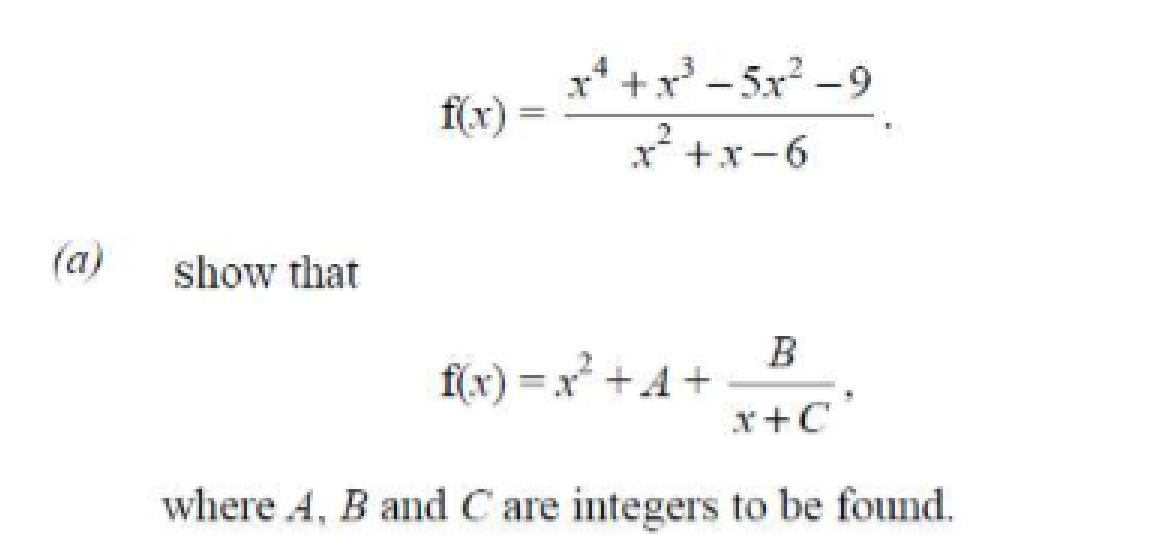 f(x) = \frac{x^4 + x^3 - 5x^2 - 9}{x^2 + x - 6}.
(a) show that
f(x) = x^2 + A + \frac{B}{x + C},
where A, B and C are integers to be found.